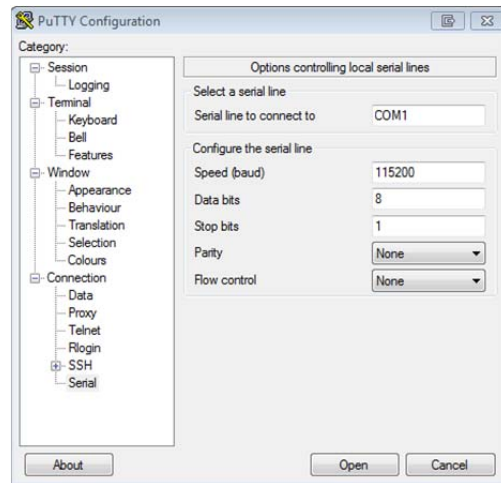 PuTTY Configuration
Category:
Session
Logging
Terminal
Keyboard
Bell
Features
Window
Appearance
Behaviour
Translation
Selection
Colours
Connection
Data
Proxy
Telnet
Rlogin
SSH
Serial
Options controlling local serial lines
Select a serial line
Serial line to connect to COM1
Configure the serial line
Speed (baud) 115200
Data bits 8
Stop bits 1
Parity None
Flow control None
About Open Cancel